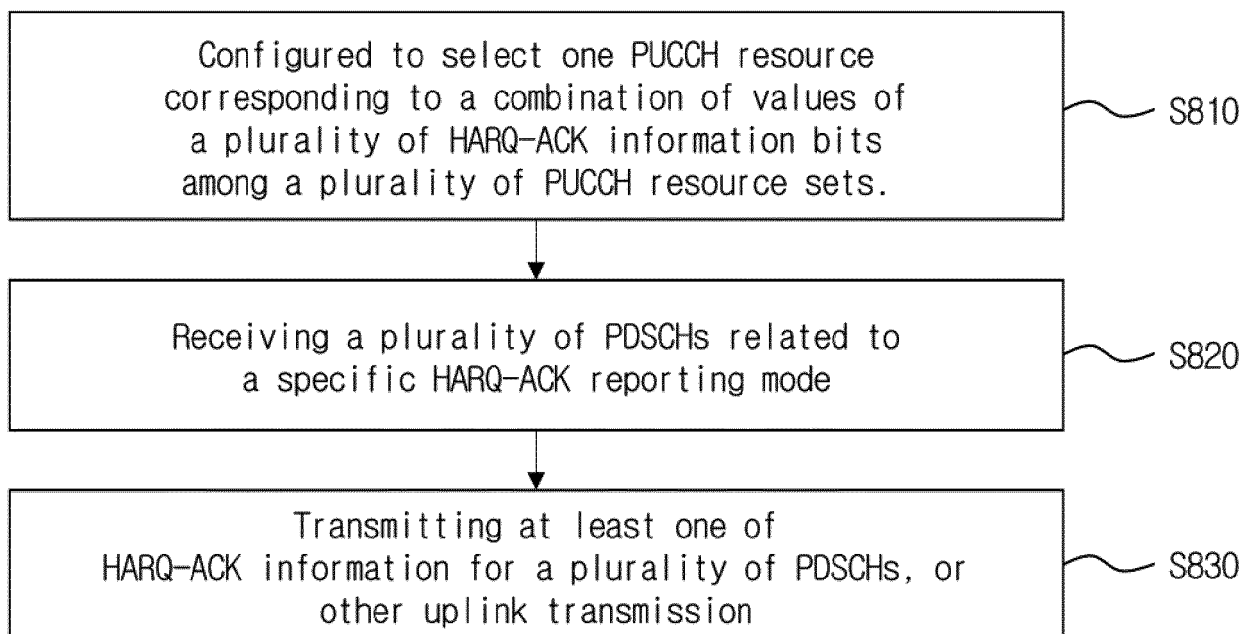 Configured to select one PUCCH resource
corresponding to a combination of values of
a plurality of HARQ-ACK information bits
among a plurality of PUCCH resource sets.
S810
Receiving a plurality of PDSCHs related to
a specific HARQ-ACK reporting mode
S820
Transmitting at least one of
HARQ-ACK information for a plurality of PDSCHs, or
other uplink transmission
S830